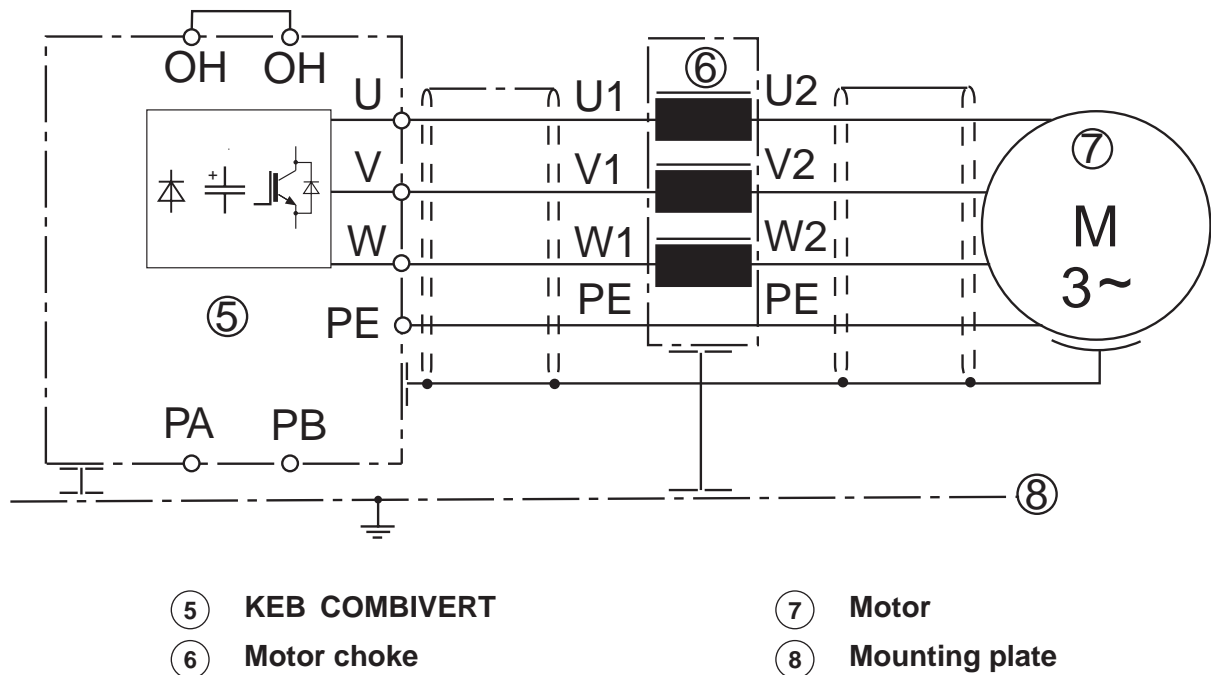 OH OH
⑥
U U1 U2
⑦
V V1 V2
+
M
W W1 W2
3~
⑤ PE PE PE
PA PB
⑧
⑤ KEB COMBIVERT ⑦ Motor
⑥ Motor choke ⑧ Mounting plate